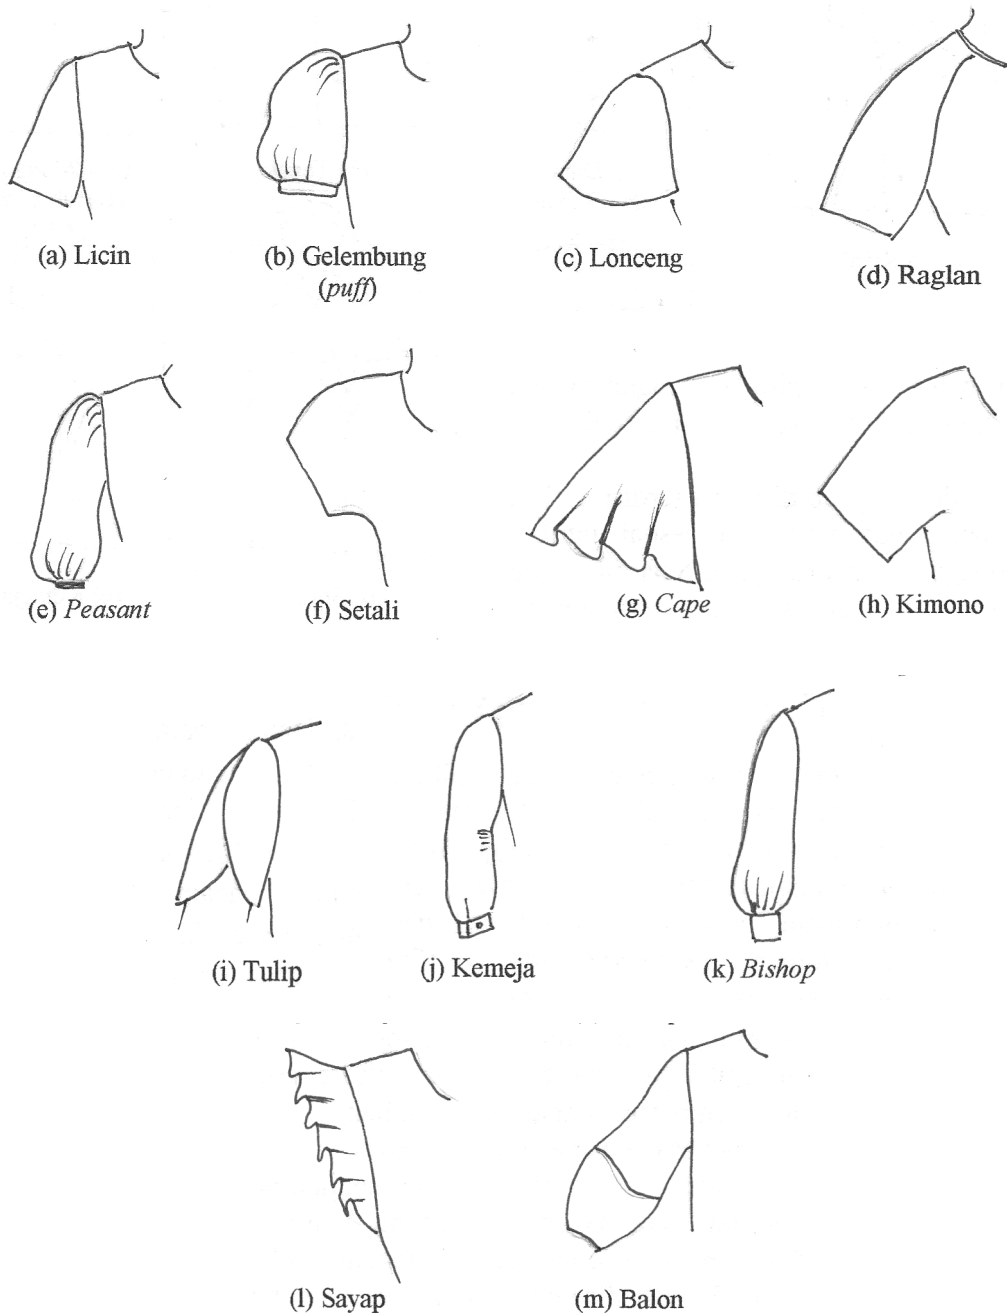 (a) Licin
(b) Gelembung
(puff)
(c) Lonceng
(d) Raglan
(e) Peasant
(f) Setali
(g) Cape
(h) Kimono
(i) Tulip
(j) Kemeja
(k) Bishop
(l) Sayap
(m) Balon